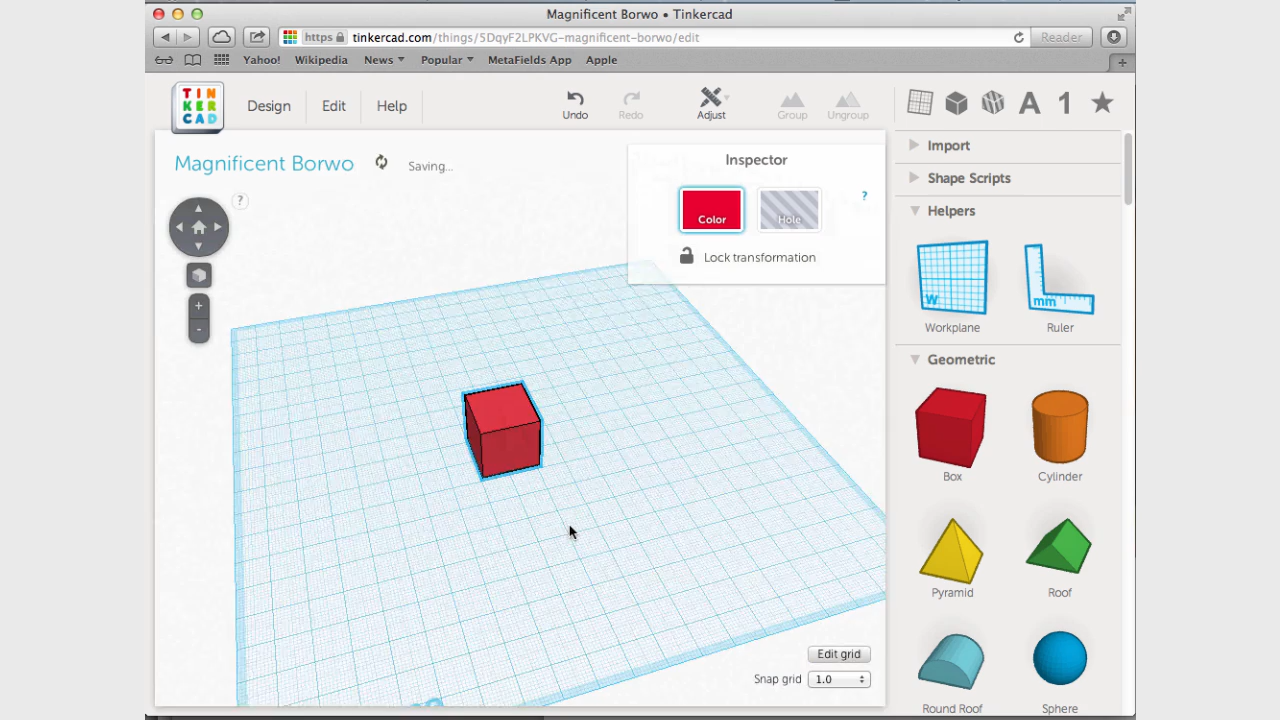 Magnificent Borwo • Tinkercad
https tinkercad.com/things/5DqyF2LPKVG-magnificent-borwo/edit
Reader
Yahoo! Wikipedia News Popular MetaFields App Apple
TIN
KER
CAD
Design Edit Help
Undo Redo Adjust Group Ungroup
A 1
Magnificent Borwo
Saving...
?
Inspector
Color Hole
?
Lock transformation
+
-
Edit grid
Snap grid 1.0
Import
Shape Scripts
Helpers
W
mm
Workplane Ruler
Geometric
Box Cylinder
Pyramid Roof
Round Roof Sphere